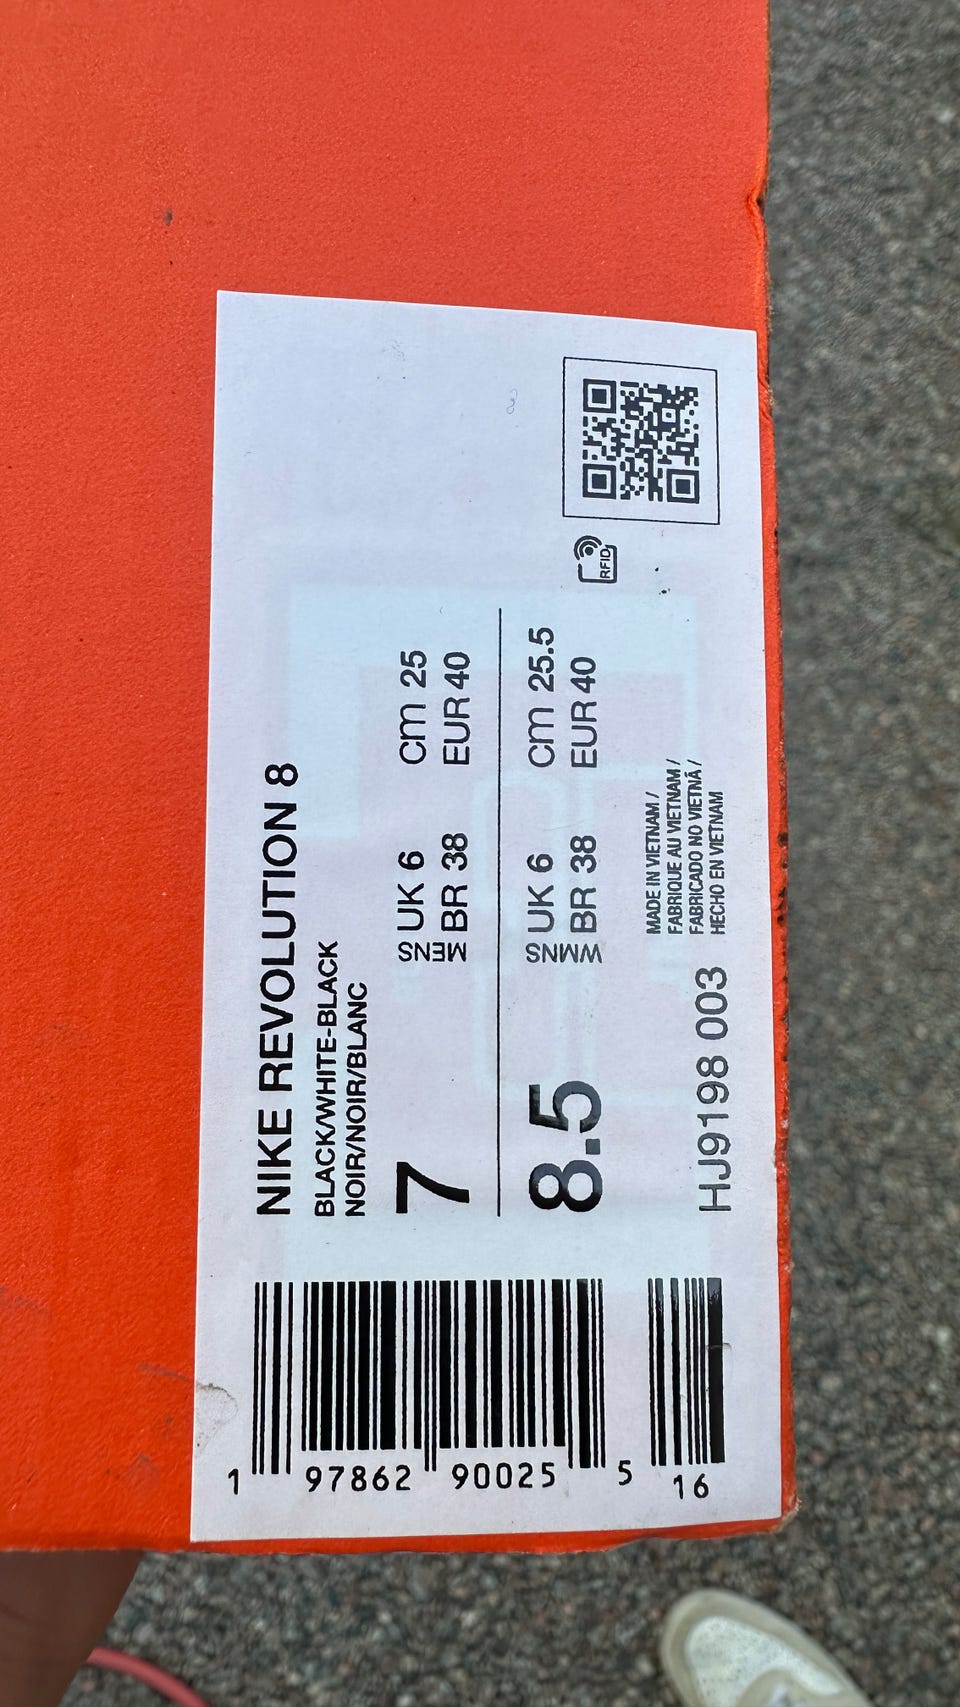 NIKE REVOLUTION 8
BLACK/WHITE-BLACK
NOIR/NOIR/BLANC
7
MENS
UK 6 cm 25
BR 38 EUR 40
8.5
WMNS
UK 6 cm 25.5
BR 38 EUR 40
RFID
HJ9198 003
MADE IN VIETNAM /
FABRIQUE AU VIETNAM /
FABRICADO NO VIETNÃ /
HECHO EN VIETNAM
1 97862 90025 5 16